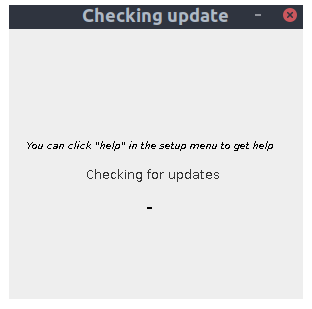 Checking update
You can click "help" in the setup menu to get help
Checking for updates
-